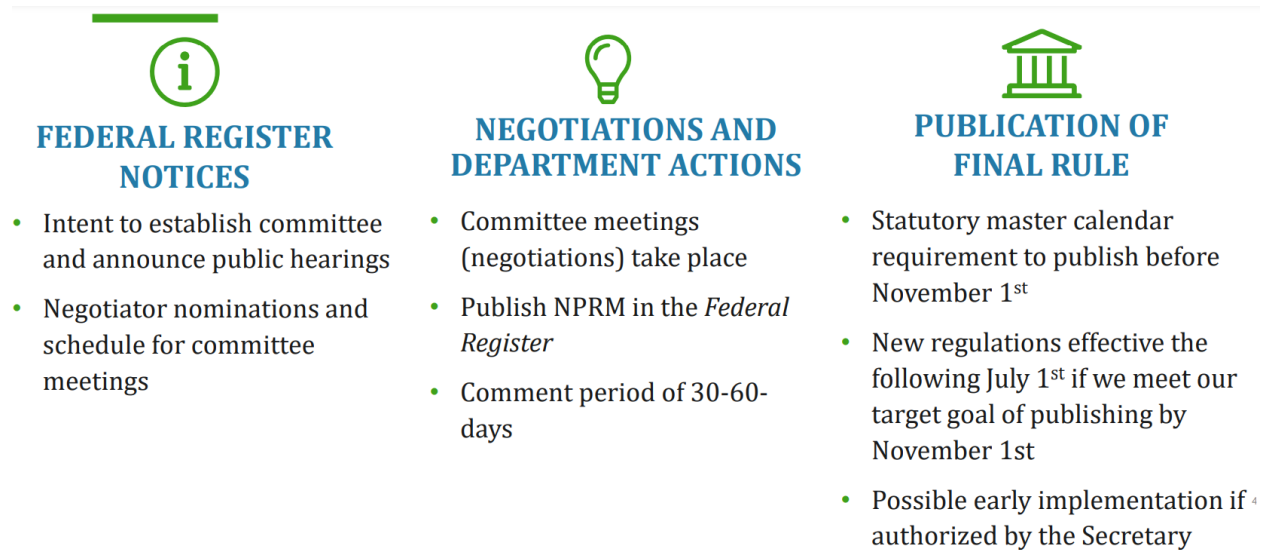 FEDERAL REGISTER
NOTICES
• Intent to establish committee
and announce public hearings
• Negotiator nominations and
schedule for committee
meetings
NEGOTIATIONS AND
DEPARTMENT ACTIONS
• Committee meetings
(negotiations) take place
• Publish NPRM in the Federal
Register
• Comment period of 30-60-
days
PUBLICATION OF
FINAL RULE
• Statutory master calendar
requirement to publish before
November 1st
• New regulations effective the
following July 1st if we meet our
target goal of publishing by
November 1st
• Possible early implementation if
authorized by the Secretary
4